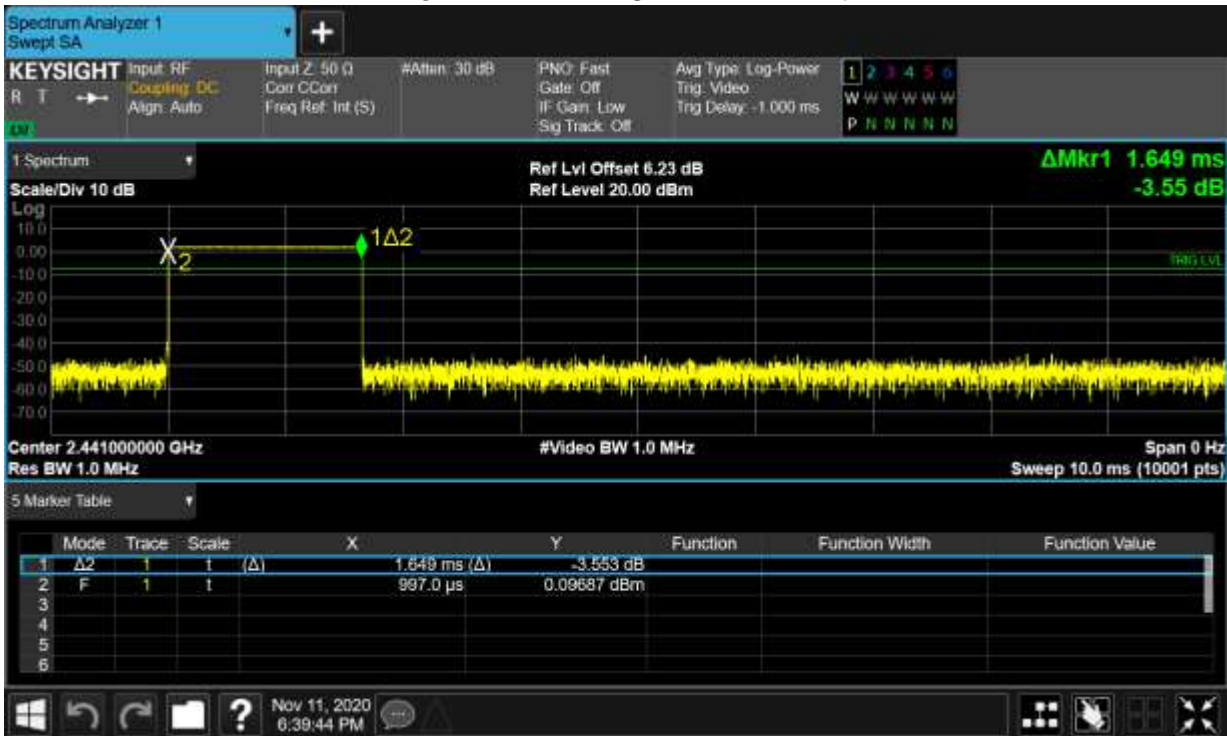 Spectrum Analyzer 1
Swept SA
+
KEYSIGHT Input: RF Input Z: 50 Ω #Atten: 30 dB PNO: Fast Avg Type: Log-Power 1 2 3 4 5 6
R T Coupling: DC Corr CCorr Gate: Off Trig: Video W W W W W W
Align: Auto Freq Ref: Int (S) IF Gain: Low Trig Delay: -1.000 ms P N N N N N
Sig Track: Off
1 Spectrum Ref Lvl Offset 6.23 dB ΔMkr1 1.649 ms
Scale/Div 10 dB Ref Level 20.00 dBm -3.55 dB
Log
10.0
0.00
-10.0
-20.0
-30.0
-40.0
-50.0
-60.0
-70.0
X 2 1Δ2
TRIG LVL
Center 2.441000000 GHz #Video BW 1.0 MHz Span 0 Hz
Res BW 1.0 MHz Sweep 10.0 ms (10001 pts)
5 Marker Table
Mode Trace Scale X Y Function Function Width Function Value
1 Δ2 1 t (Δ) 1.649 ms (Δ) -3.553 dB
2 F 1 t 997.0 µs 0.09687 dBm
3
4
5
6
? Nov 11, 2020
6:39:44 PM